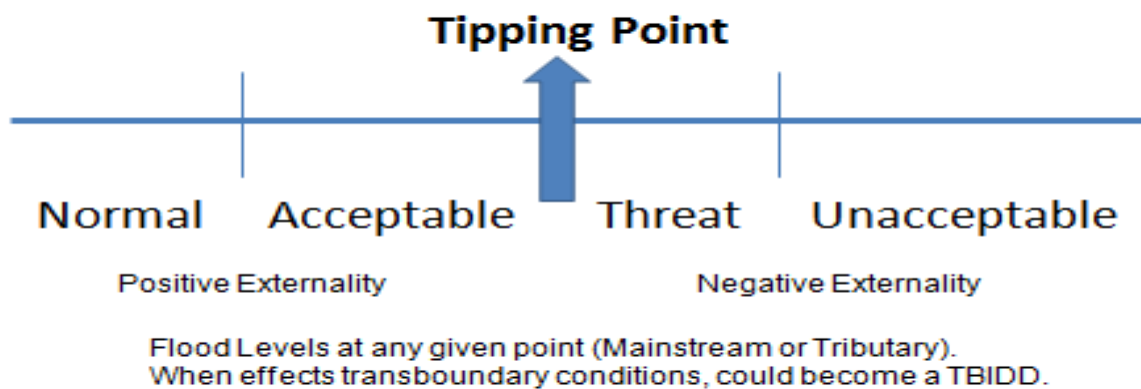 Tipping Point
Normal Acceptable Threat Unacceptable
Positive Externality Negative Externality
Flood Levels at any given point (Mainstream or Tributary).
When effects transboundary conditions, could become a TBIDD.